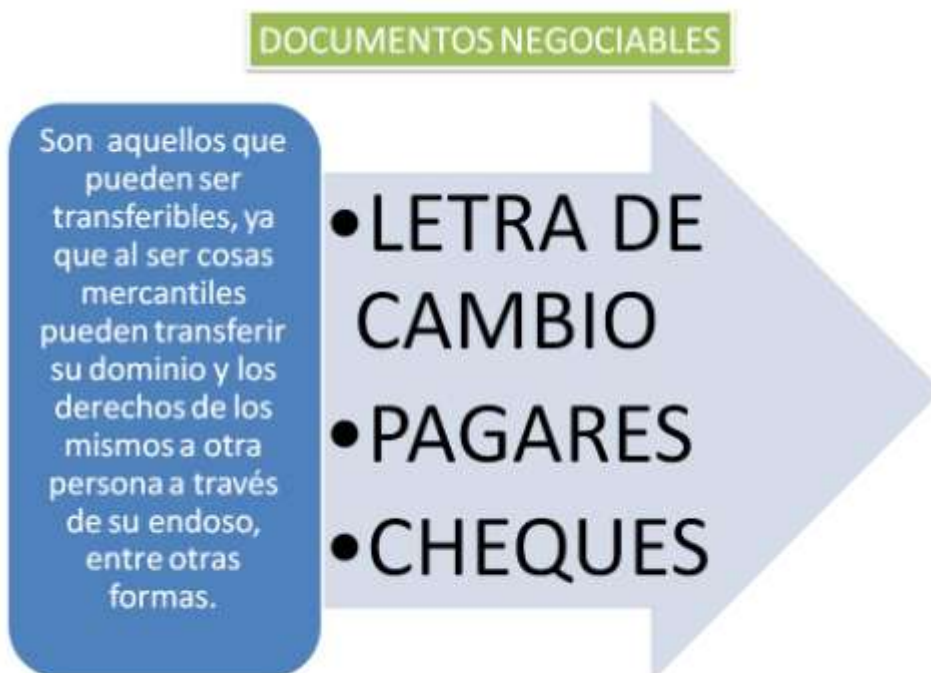 DOCUMENTOS NEGOCIABLES
Son aquellos que
pueden ser
transferibles, ya
que al ser cosas
mercantiles
pueden transferir
su dominio y los
derechos de los
mismos a otra
persona a través
de su endoso,
entre otras
formas.
•LETRA DE
CAMBIO
•PAGARES
•CHEQUES